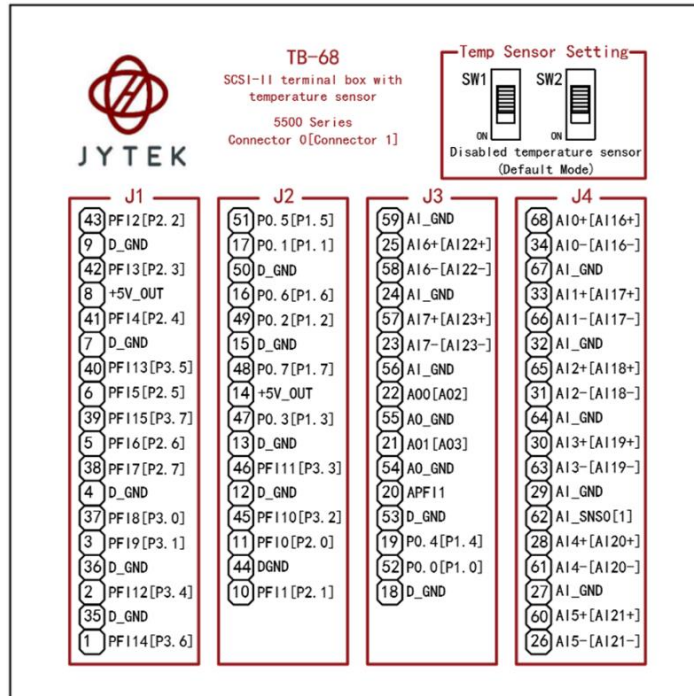 TB-68
SCSI-II terminal box with
temperature sensor
5500 Series
Connector 0[Connector 1]
JYTEK
Temp Sensor Setting
SW1
SW2
ON
ON
Disabled temperature sensor
(Default Mode)
J1
43 PFI2[P2.2]
9 D_GND
42 PFI3[P2.3]
8 +5V_OUT
41 PFI4[P2.4]
7 D_GND
40 PFI13[P3.5]
6 PFI5[P2.5]
39 PFI15[P3.7]
5 PFI6[P2.6]
38 PFI7[P2.7]
4 D_GND
37 PFI8[P3.0]
3 PFI9[P3.1]
36 D_GND
2 PFI12[P3.4]
35 D_GND
1 PFI14[P3.6]
J2
51 P0.5[P1.5]
17 P0.1[P1.1]
50 D_GND
16 P0.6[P1.6]
49 P0.2[P1.2]
15 D_GND
48 P0.7[P1.7]
14 +5V_OUT
47 P0.3[P1.3]
13 D_GND
46 PFI11[P3.3]
12 D_GND
45 PFI10[P3.2]
11 PFI0[P2.0]
44 DGND
10 PFI1[P2.1]
J3
59 AI_GND
25 AI6+[AI22+]
58 AI6-[AI22-]
24 AI_GND
57 AI7+[AI23+]
23 AI7-[AI23-]
56 AI_GND
22 AO0[AO2]
55 AO_GND
21 AO1[AO3]
54 AO_GND
20 APFI1
53 D_GND
19 P0.4[P1.4]
52 P0.0[P1.0]
18 D_GND
J4
68 AI0+[AI16+]
34 AI0-[AI16-]
67 AI_GND
33 AI1+[AI17+]
66 AI1-[AI17-]
32 AI_GND
65 AI2+[AI18+]
31 AI2-[AI18-]
64 AI_GND
30 AI3+[AI19+]
63 AI3-[AI19-]
29 AI_GND
62 AI_SNS0[1]
28 AI4+[AI20+]
61 AI4-[AI20-]
27 AI_GND
60 AI5+[AI21+]
26 AI5-[AI21-]